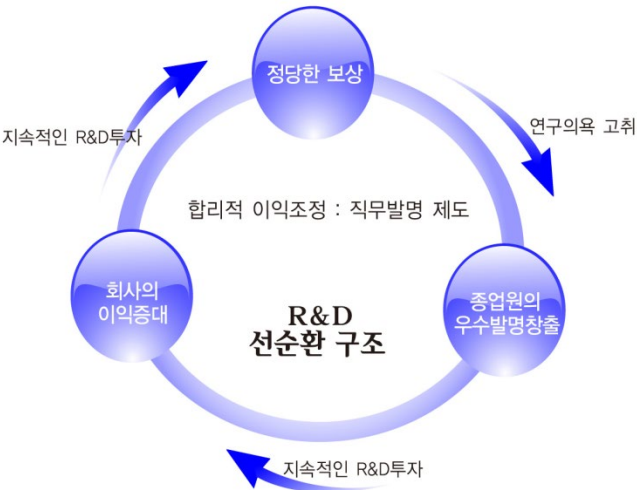 정당한 보상
지속적인 R&D투자
연구의욕 고취
합리적 이익조정 : 직무발명 제도
회사의
이익증대
종업원의
우수발명창출
R&D
선순환 구조
지속적인 R&D투자